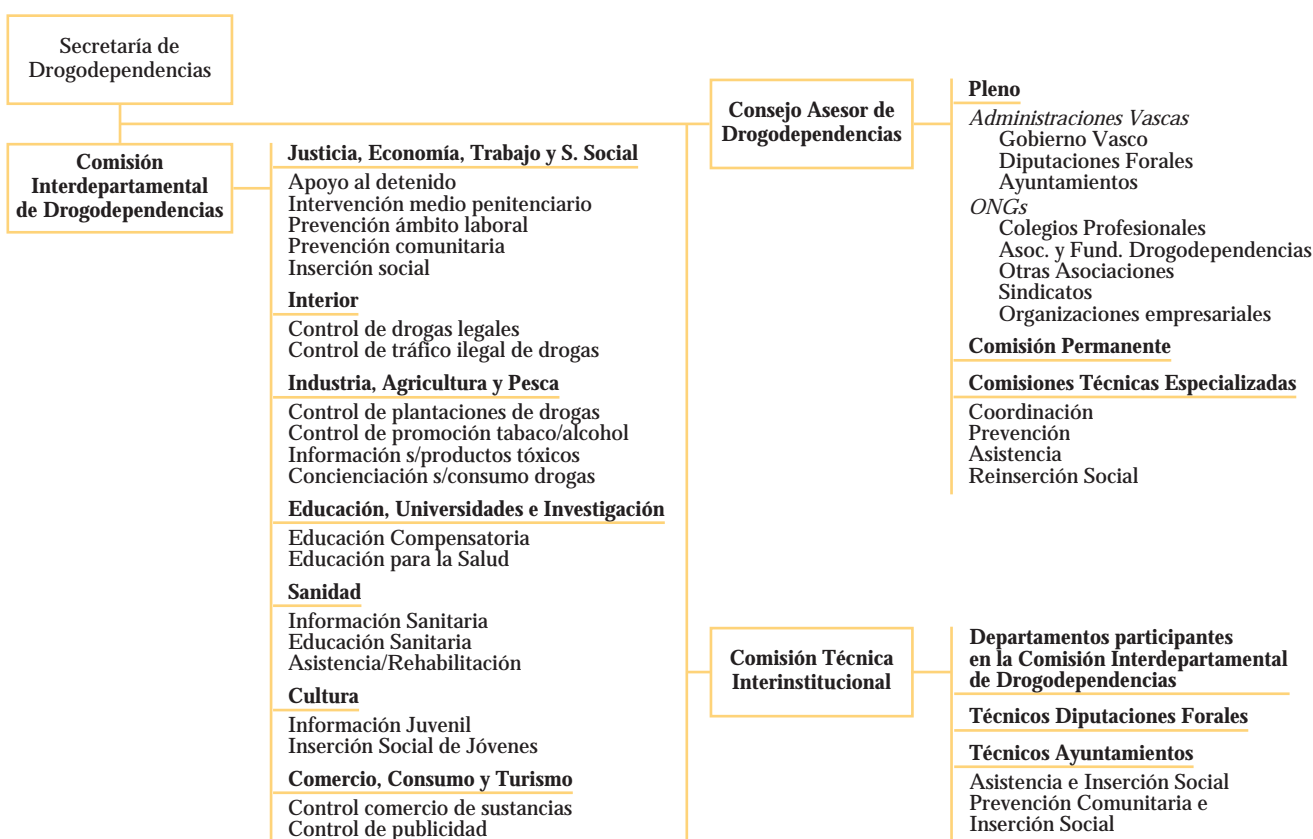 Secretaría de
Drogodependencias
Comisión
Interdepartamental
de Drogodependencias
Justicia, Economía, Trabajo y S. Social
Apoyo al detenido
Intervención medio penitenciario
Prevención ámbito laboral
Prevención comunitaria
Inserción social
Interior
Control de drogas legales
Control de tráfico ilegal de drogas
Industria, Agricultura y Pesca
Control de plantaciones de drogas
Control de promoción tabaco/alcohol
Información s/productos tóxicos
Concienciación s/consumo drogas
Educación, Universidades e Investigación
Educación Compensatoria
Educación para la Salud
Sanidad
Información Sanitaria
Educación Sanitaria
Asistencia/Rehabilitación
Cultura
Información Juvenil
Inserción Social de Jóvenes
Comercio, Consumo y Turismo
Control comercio de sustancias
Control de publicidad
Consejo Asesor de
Drogodependencias
Pleno
Administraciones Vascas
Gobierno Vasco
Diputaciones Forales
Ayuntamientos
ONGs
Colegios Profesionales
Asoc. y Fund. Drogodependencias
Otras Asociaciones
Sindicatos
Organizaciones empresariales
Comisión Permanente
Comisiones Técnicas Especializadas
Coordinación
Prevención
Asistencia
Reinserción Social
Comisión Técnica
Interinstitucional
Departamentos participantes
en la Comisión Interdepartamental
de Drogodependencias
Técnicos Diputaciones Forales
Técnicos Ayuntamientos
Asistencia e Inserción Social
Prevención Comunitaria e
Inserción Social